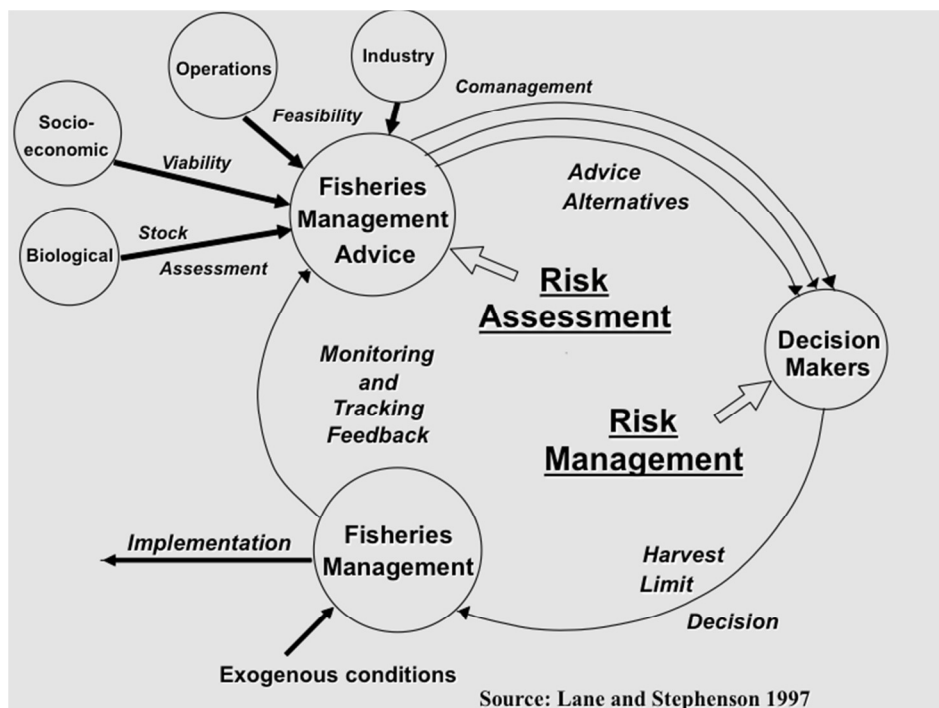 Operations
Industry
Comanagement
Feasibility
Socio-
economic
Viability
Fisheries
Management
Advice
Advice
Alternatives
Biological
Stock
Assessment
Risk
Assessment
Decision
Makers
Monitoring
and
Tracking
Feedback
Risk
Management
Implementation
Fisheries
Management
Harvest
Limit
Decision
Exogenous conditions
Source: Lane and Stephenson 1997